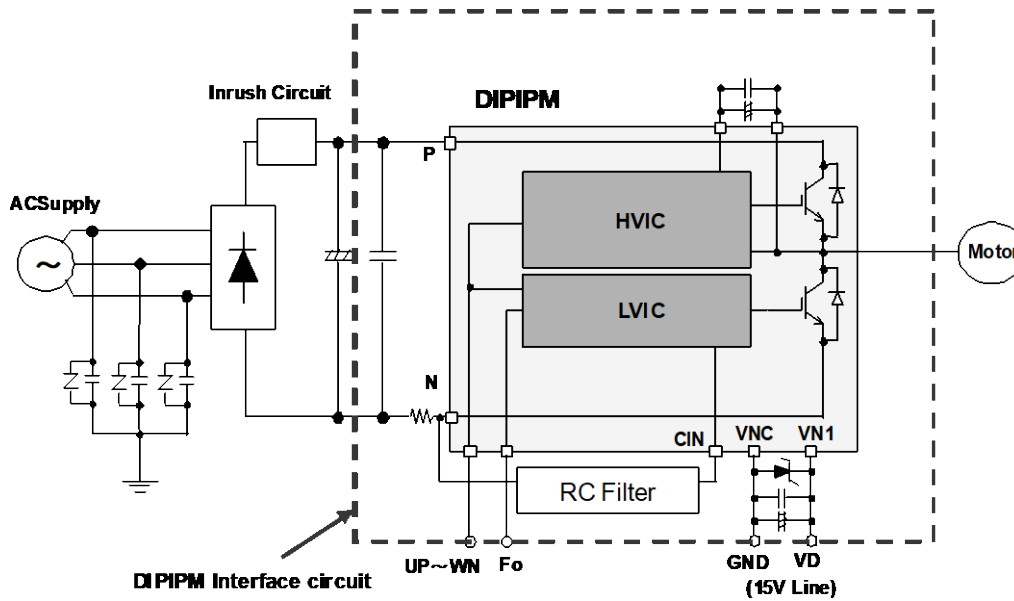 Inrush Circuit
DIPIPM
P
ACSupply
~
HVIC
Motor
LVIC
N
CIN
VNC
VN1
RC Filter
UP~WN
Fo
GND
VD
(15V Line)
DIPIPM Interface circuit